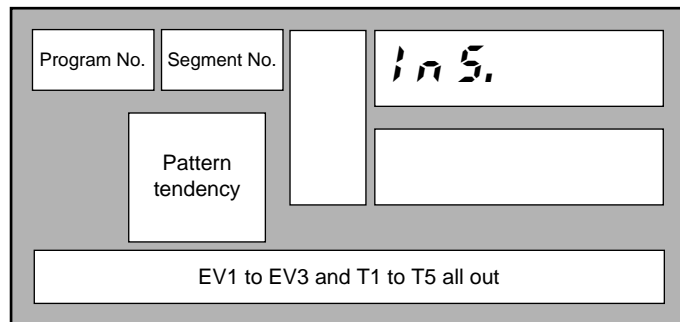 Program No.
Segment No.
InS.
Pattern
tendency
EV1 to EV3 and T1 to T5 all out